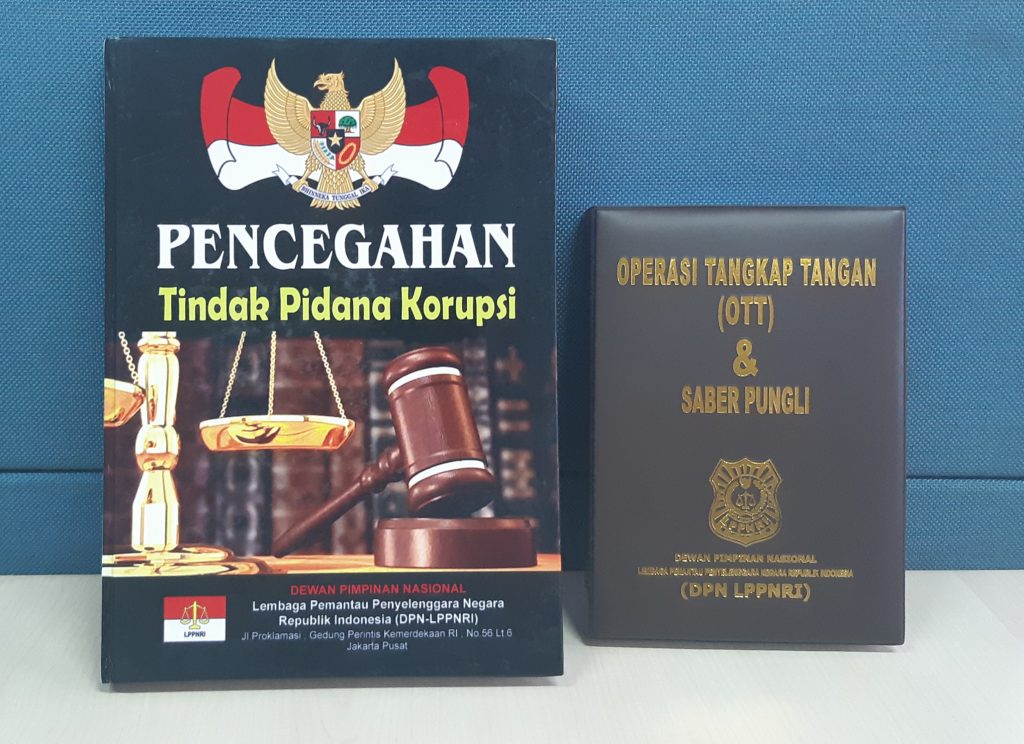 BHINNEKA TUNGGAL IKA
PENCEGAHAN
Tindak Pidana Korupsi
DEWAN PIMPINAN NASIONAL
Lembaga Pemantau Penyelenggara Negara
Republik Indonesia (DPN-LPPNRI)
Jl.Proklamasi . Gedung Perintis Kemerdekaan RI . No.56 Lt.6
Jakarta Pusat
LPPNRI
OPERASI TANGKAP TANGAN
(OTT)
&
SABER PUNGLI
LPPNRI
DEWAN PIMPINAN NASIONAL
LEMBAGA PEMANTAU PENYELENGGARA NEGARA REPUBLIK INDONESIA
(DPN LPPNRI)